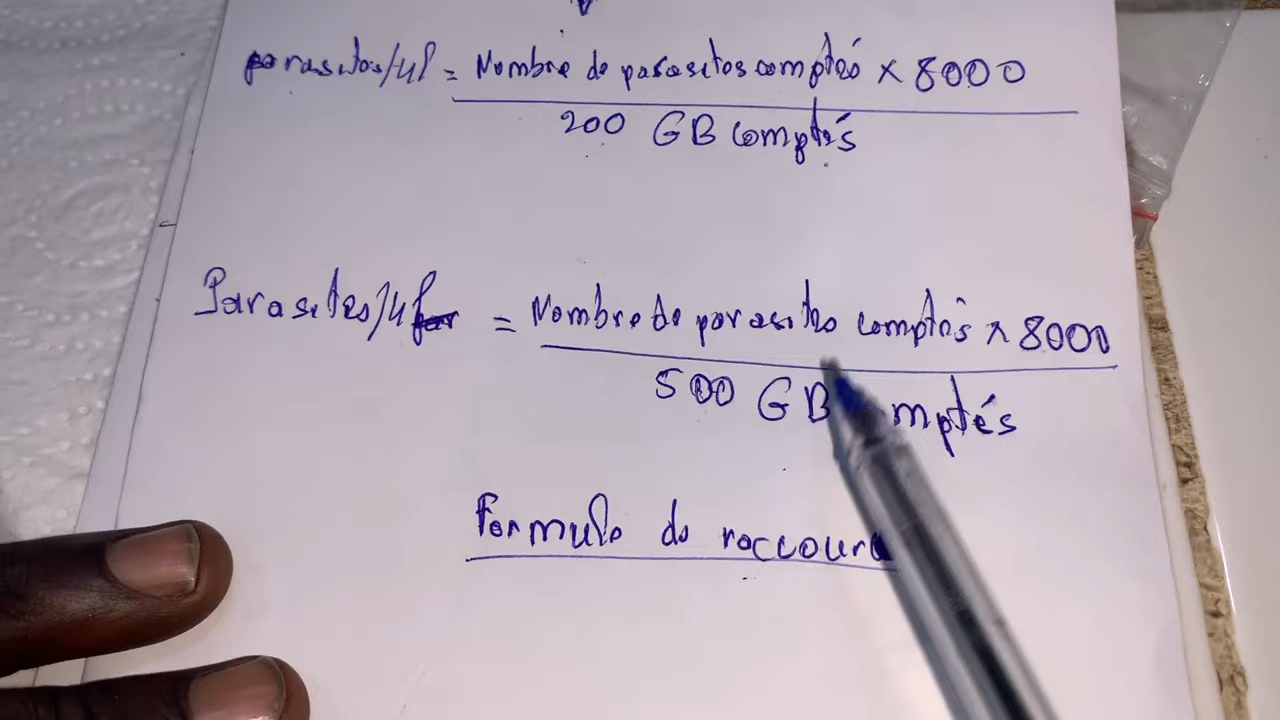 parasites/µl = Nombre de parasites comptés × 8000
200 GB comptés
Parasites/µl = Nombre de parasites comptés × 8000
500 GB comptés
Formule de